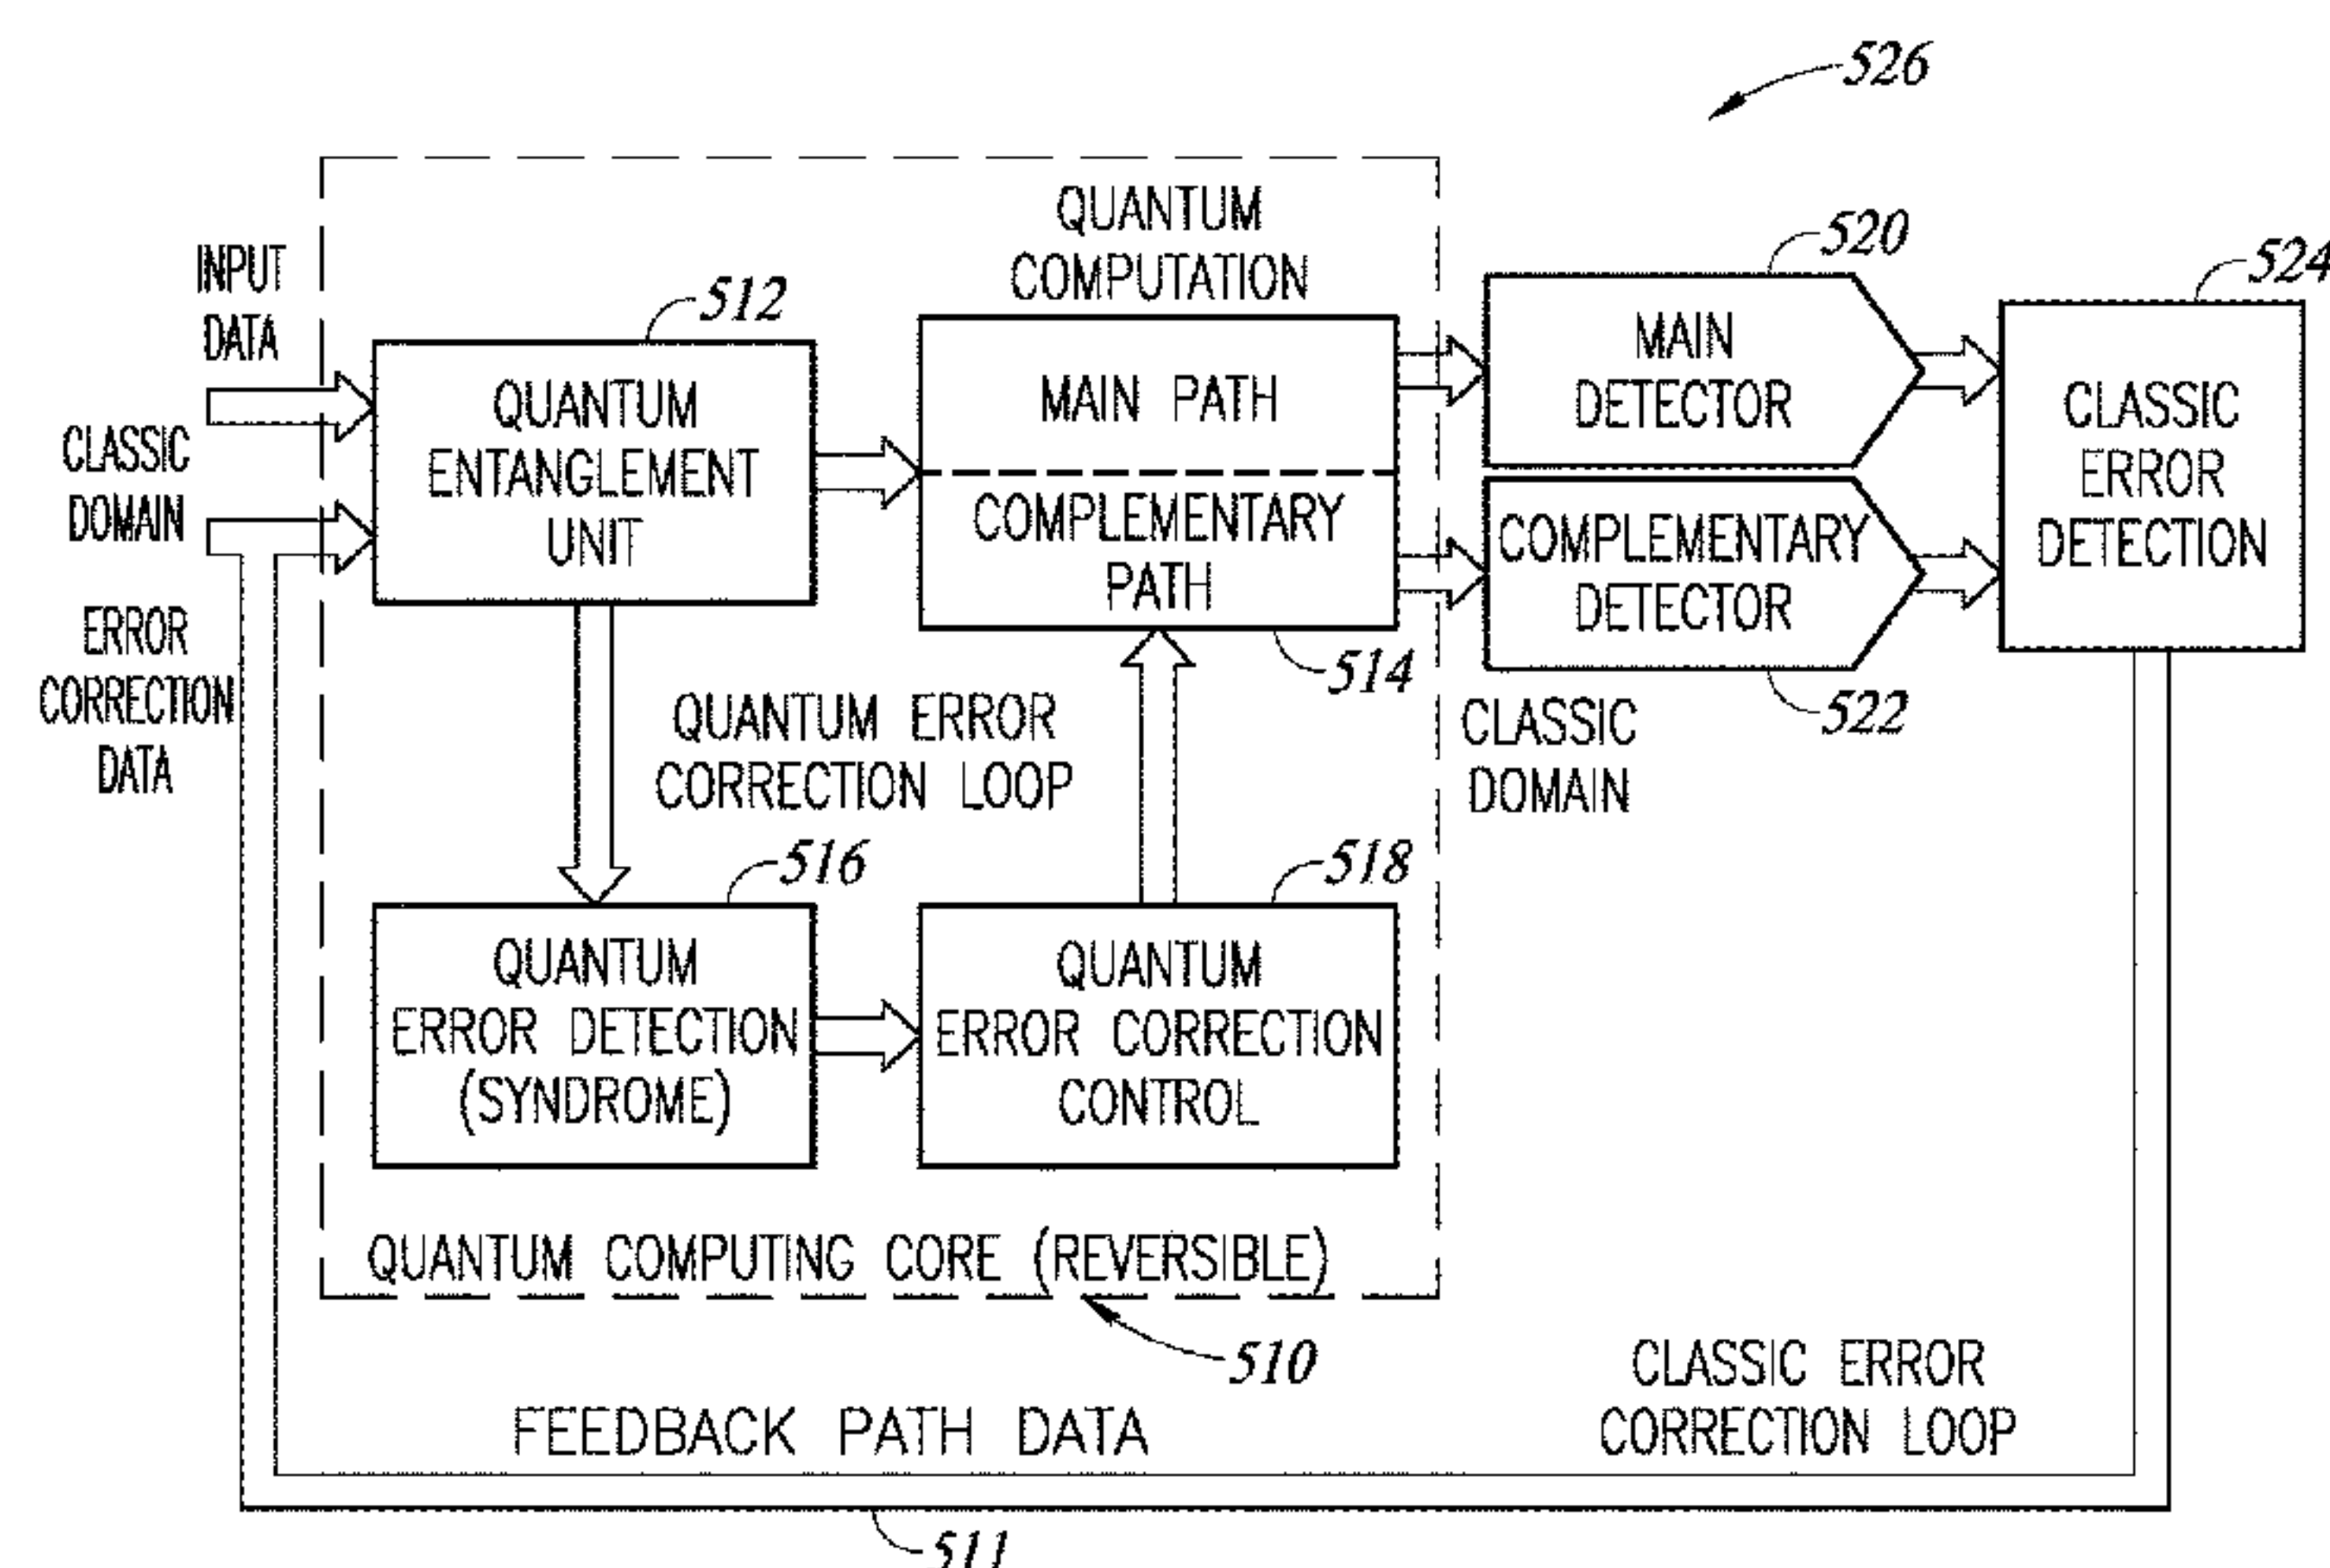 526
INPUT
DATA
CLASSIC
DOMAIN
ERROR
CORRECTION
DATA
512
QUANTUM
ENTANGLEMENT
UNIT
QUANTUM
COMPUTATION
MAIN PATH
COMPLEMENTARY
PATH
514
520
MAIN
DETECTOR
COMPLEMENTARY
DETECTOR
522
524
CLASSIC
ERROR
DETECTION
QUANTUM ERROR
CORRECTION LOOP
CLASSIC
DOMAIN
516
QUANTUM
ERROR DETECTION
(SYNDROME)
518
QUANTUM
ERROR CORRECTION
CONTROL
QUANTUM COMPUTING CORE (REVERSIBLE)
510
FEEDBACK PATH DATA
CLASSIC ERROR
CORRECTION LOOP
511